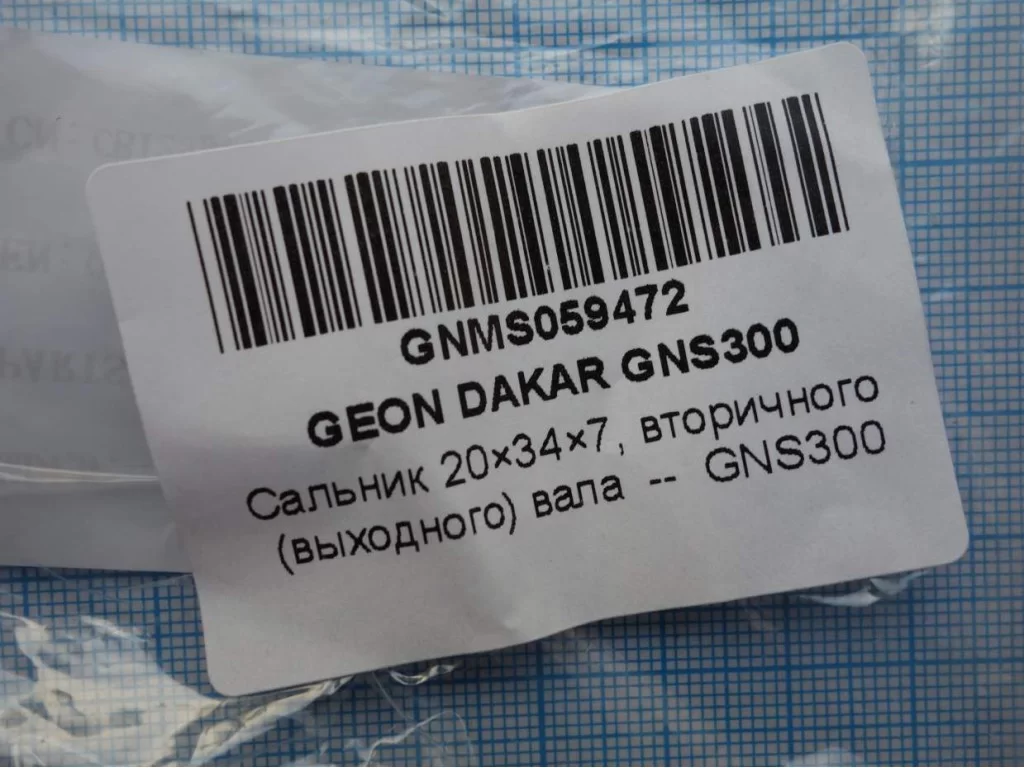 GNMS059472
GEON DAKAR GNS300
Сальник 20×34×7, вторичного
(выходного) вала -- GNS300